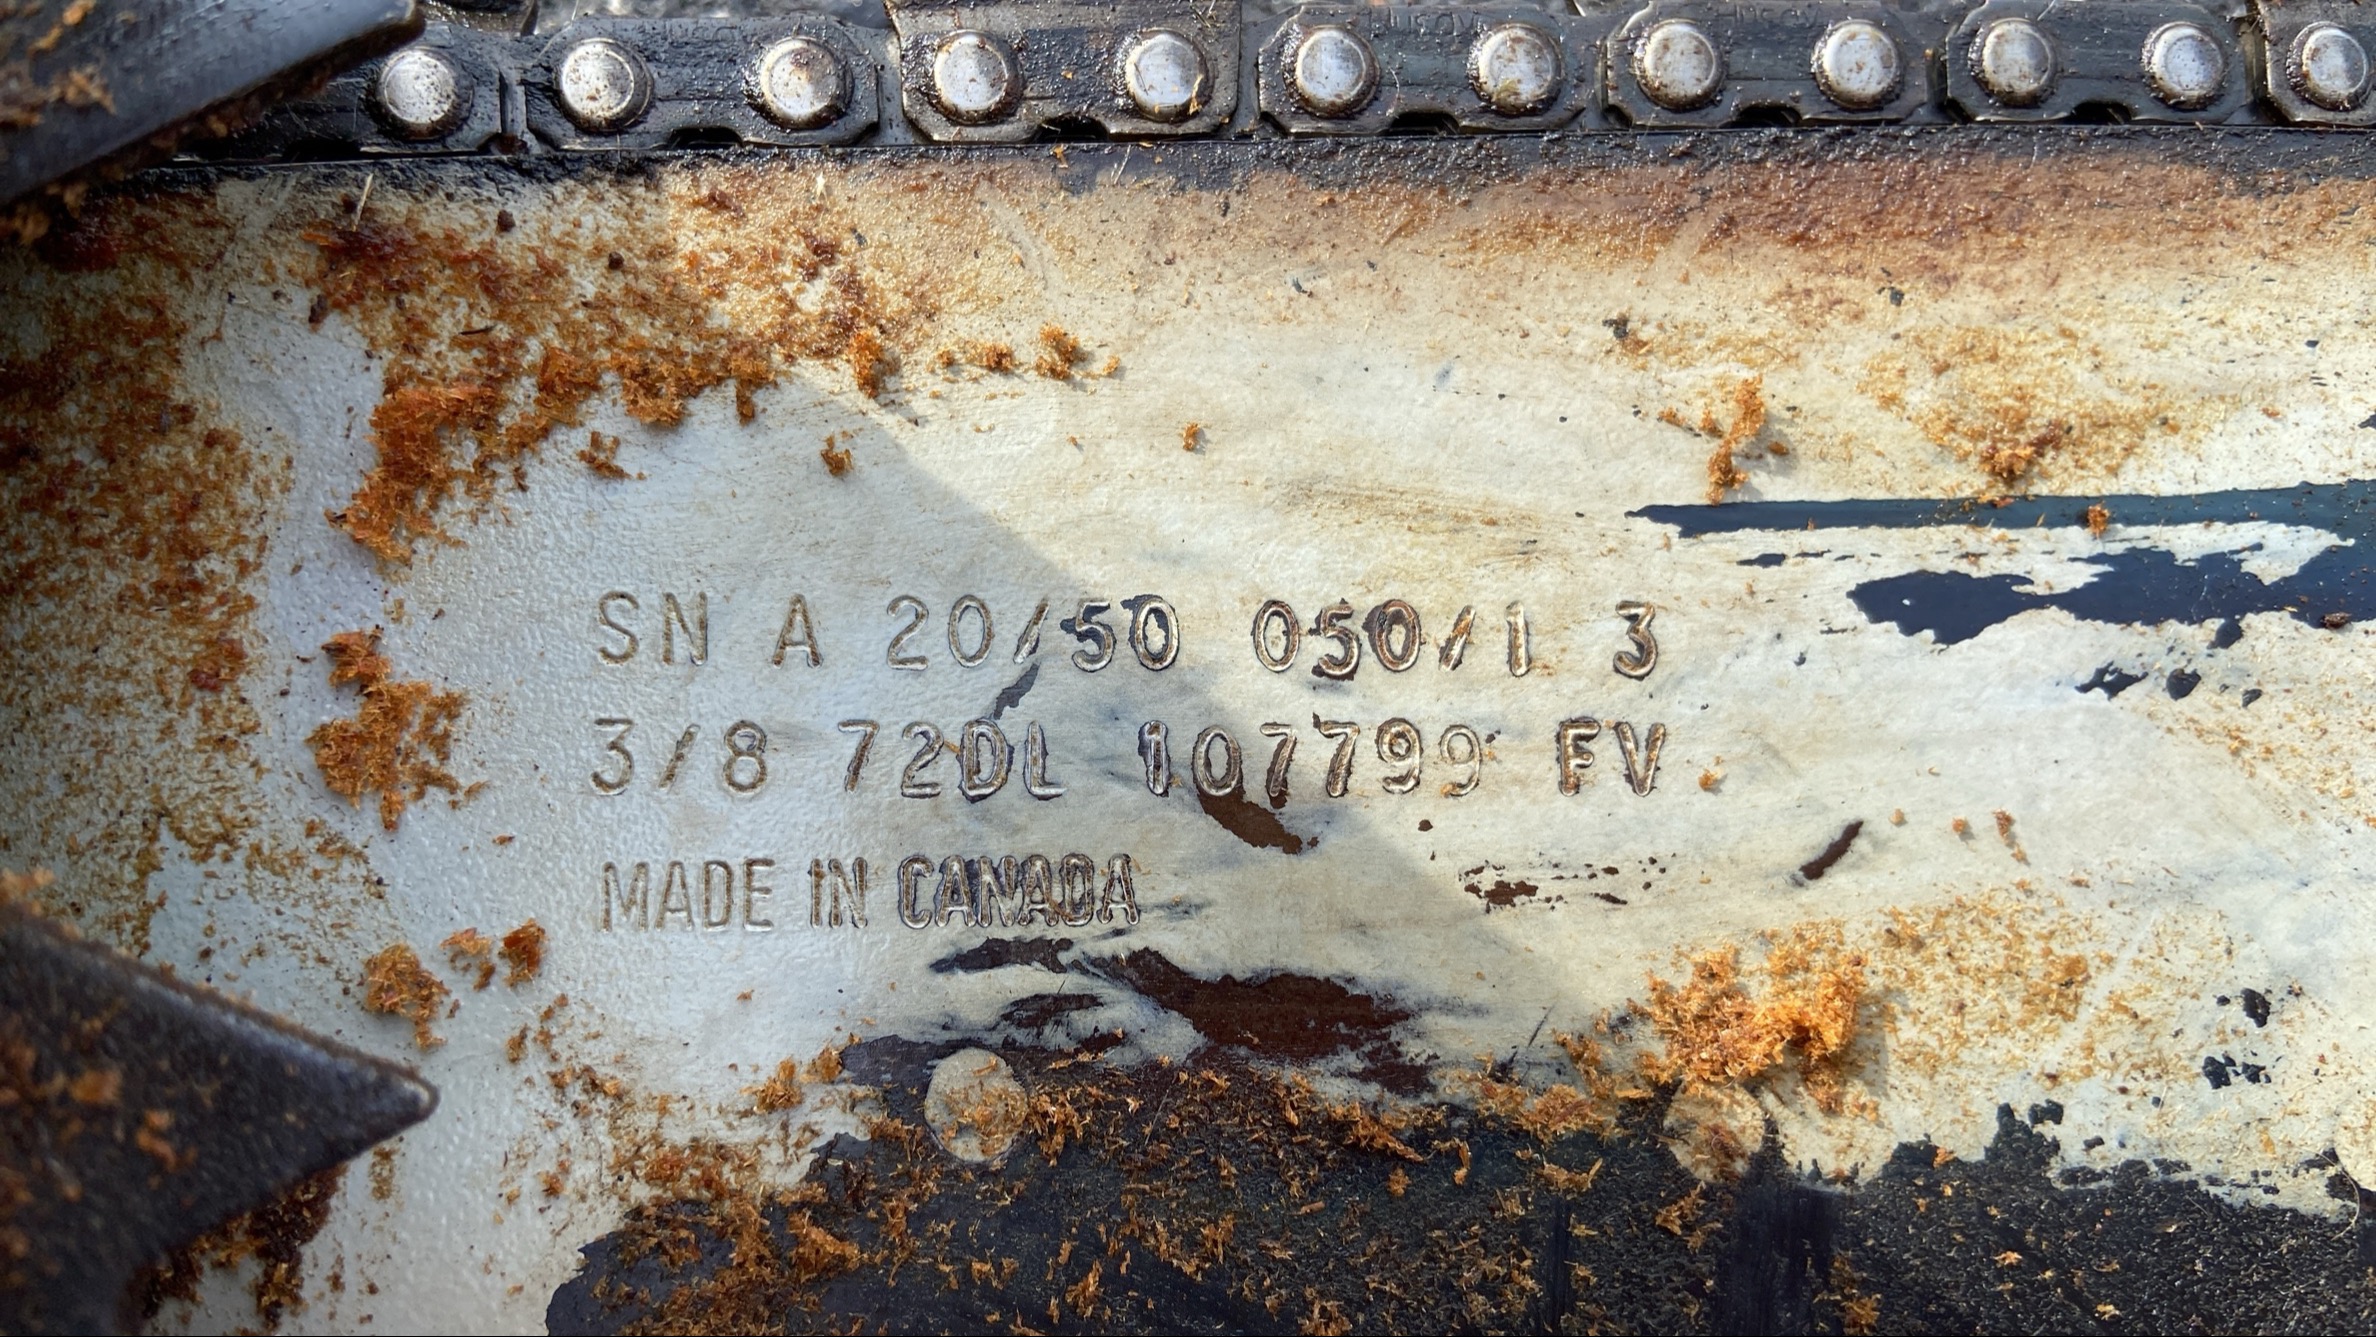 SN A 20/50 050/1 3
3/8 72DL 107799 FV
MADE IN CANADA